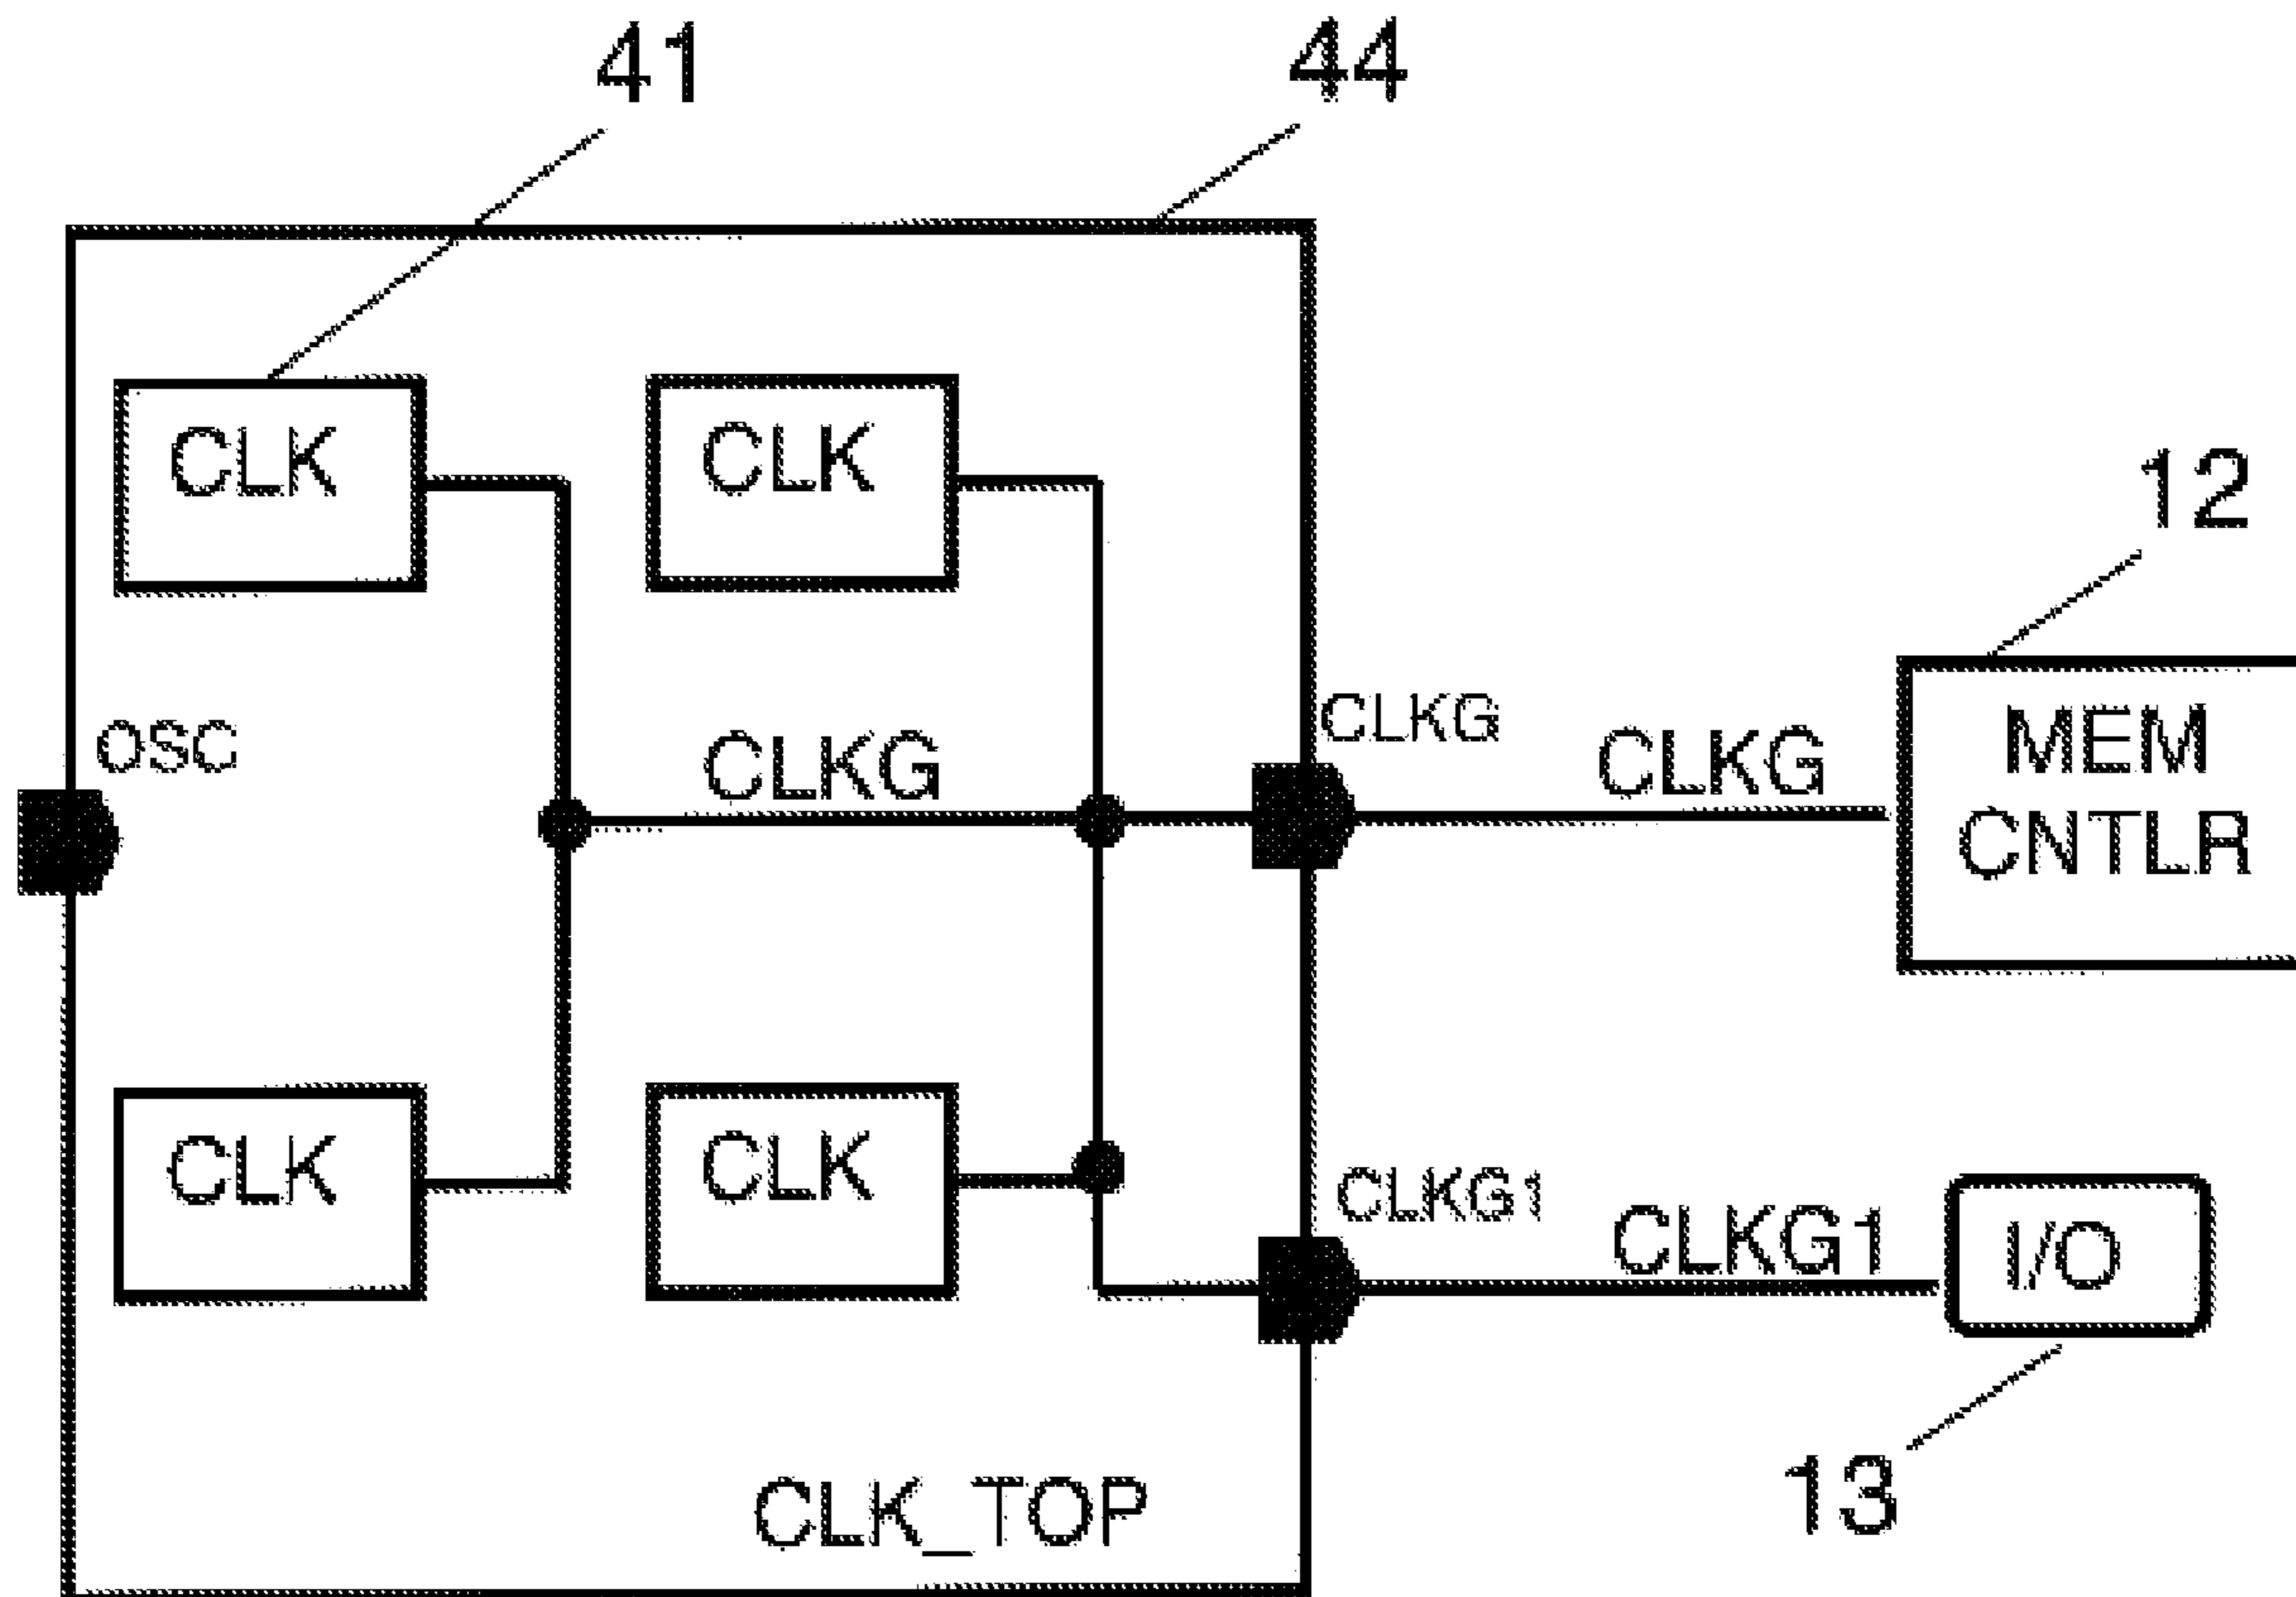 41
44
CLK
CLK
12
OSC
CLKG
CLKG
CLKG
MEM
CNTLR
CLK
CLK
CLKG1
CLKG1
I/O
13
CLK_TOP